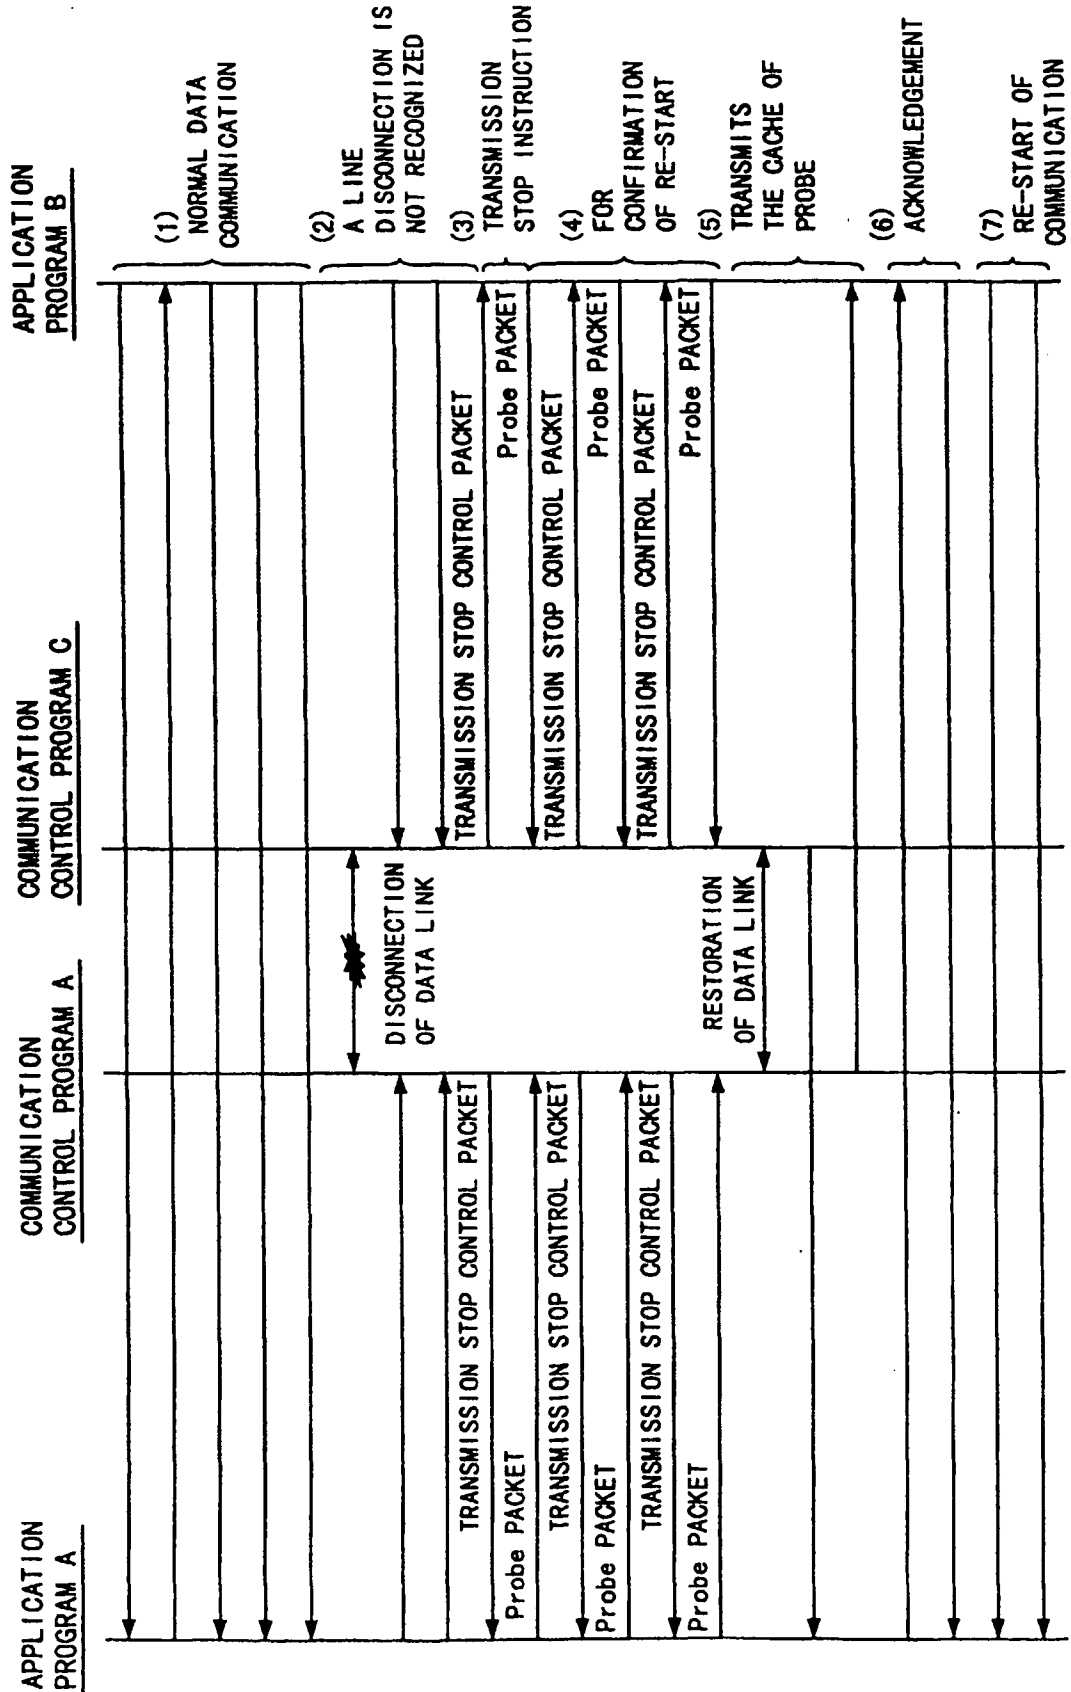 APPLICATION
PROGRAM A
COMMUNICATION
CONTROL PROGRAM A
COMMUNICATION
CONTROL PROGRAM C
APPLICATION
PROGRAM B
(1)
NORMAL DATA
COMMUNICATION
(2)
A LINE
DISCONNECTION IS
NOT RECOGNIZED
DISCONNECTION
OF DATA LINK
(3)
TRANSMISSION
STOP INSTRUCTION
TRANSMISSION STOP CONTROL PACKET
TRANSMISSION STOP CONTROL PACKET
Probe PACKET
Probe PACKET
(4)
FOR
CONFIRMATION
OF RE-START
TRANSMISSION STOP CONTROL PACKET
TRANSMISSION STOP CONTROL PACKET
Probe PACKET
Probe PACKET
TRANSMISSION STOP CONTROL PACKET
TRANSMISSION STOP CONTROL PACKET
Probe PACKET
Probe PACKET
RESTORATION
OF DATA LINK
(5)
TRANSMITS
THE CACHE OF
PROBE
(6)
ACKNOWLEDGEMENT
(7)
RE-START OF
COMMUNICATION